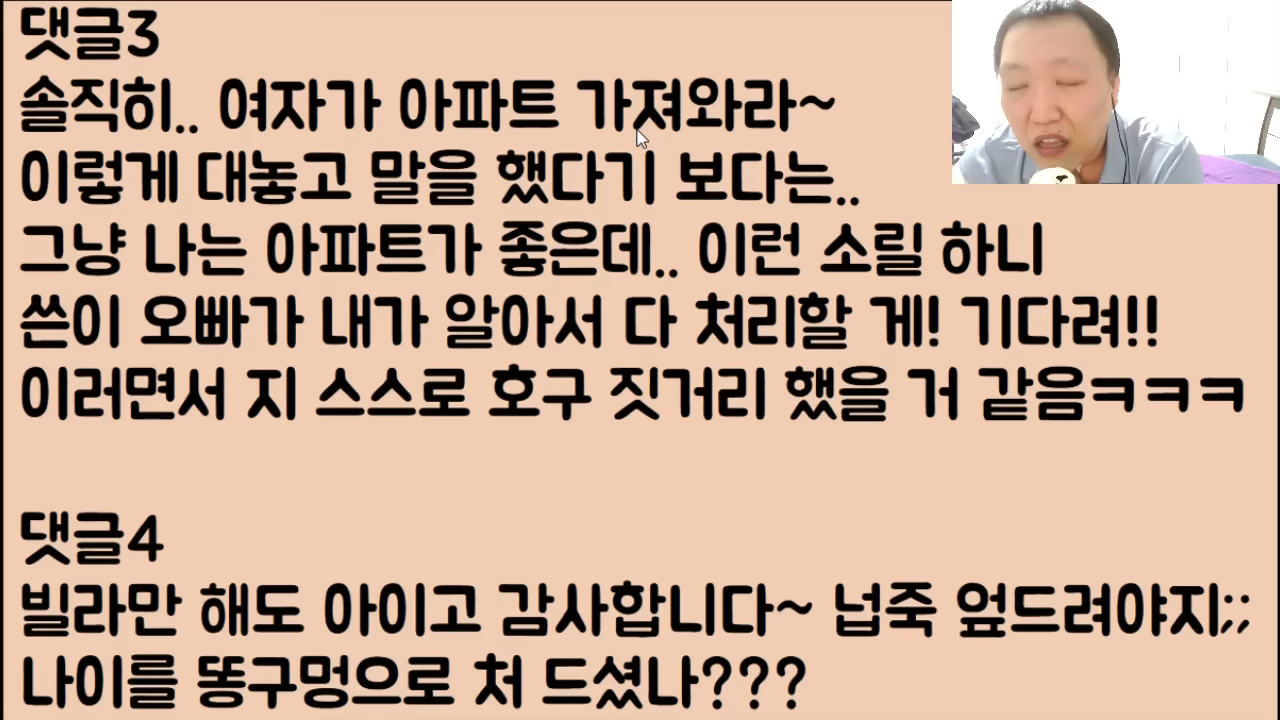 댓글3
솔직히.. 여자가 아파트 가져와라~
이렇게 대놓고 말을 했다기 보다는..
그냥 나는 아파트가 좋은데.. 이런 소릴 하니
쓴이 오빠가 내가 알아서 다 처리할 게! 기다려!!
이러면서 지 스스로 호구 짓거리 했을 거 같음ㅋㅋㅋ
댓글4
빌라만 해도 아이고 감사합니다~ 넙죽 엎드려야지;;
나이를 똥구멍으로 처 드셨나???